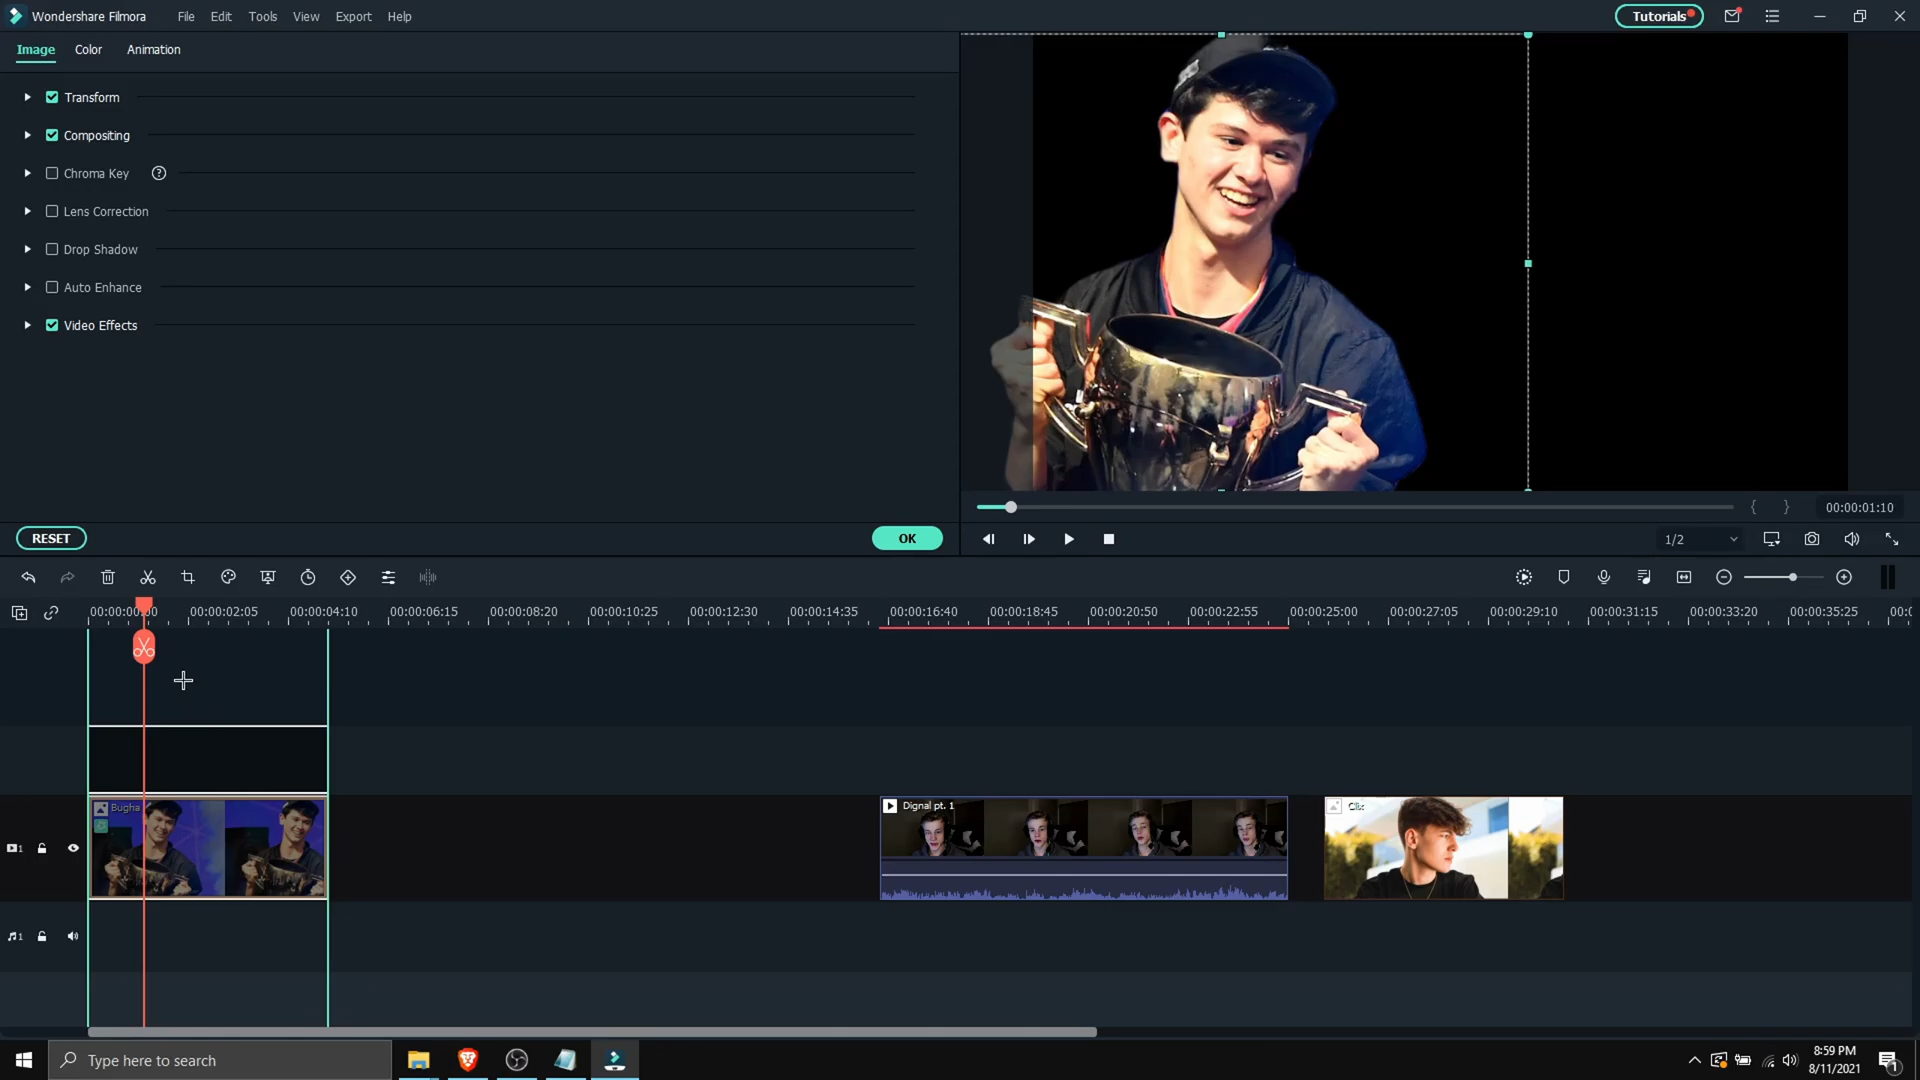 Wondershare Filmora File Edit Tools View Export Help Tutorials
Image Color Animation
Transform
Compositing
Chroma Key ?
Lens Correction
Drop Shadow
Auto Enhance
Video Effects
{ } 00:00:01:10
RESET OK 1/2
00:00:02:05 00:00:04:10 00:00:06:15 00:00:08:20 00:00:10:25 00:00:12:30 00:00:14:35 00:00:16:40 00:00:18:45 00:00:20:50 00:00:22:55 00:00:25:00 00:00:27:05 00:00:29:10 00:00:31:15 00:00:33:20 00:00:35:25
Bugha Dignal pt. 1 Clix
1
1
Type here to search
8:59 PM
8/11/2021
1